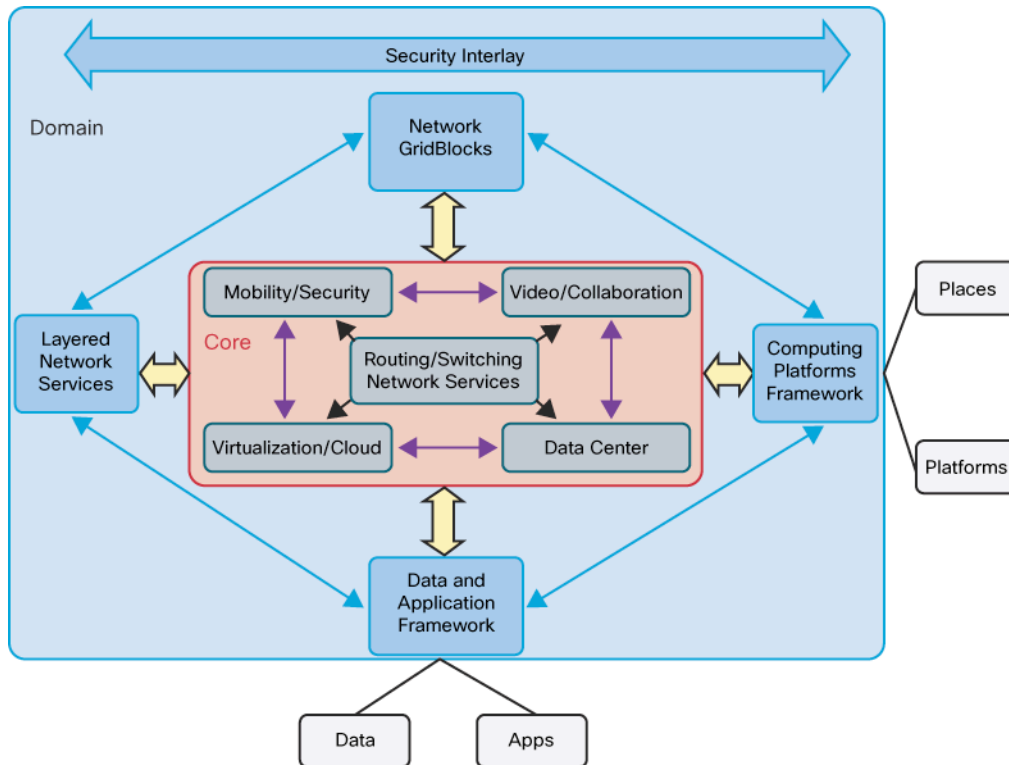 Security Interlay
Domain
Network
GridBlocks
Mobility/Security
Video/Collaboration
Places
Layered
Network
Services
Core
Routing/Switching
Network Services
Computing
Platforms
Framework
Virtualization/Cloud
Data Center
Platforms
Data and
Application
Framework
Data
Apps